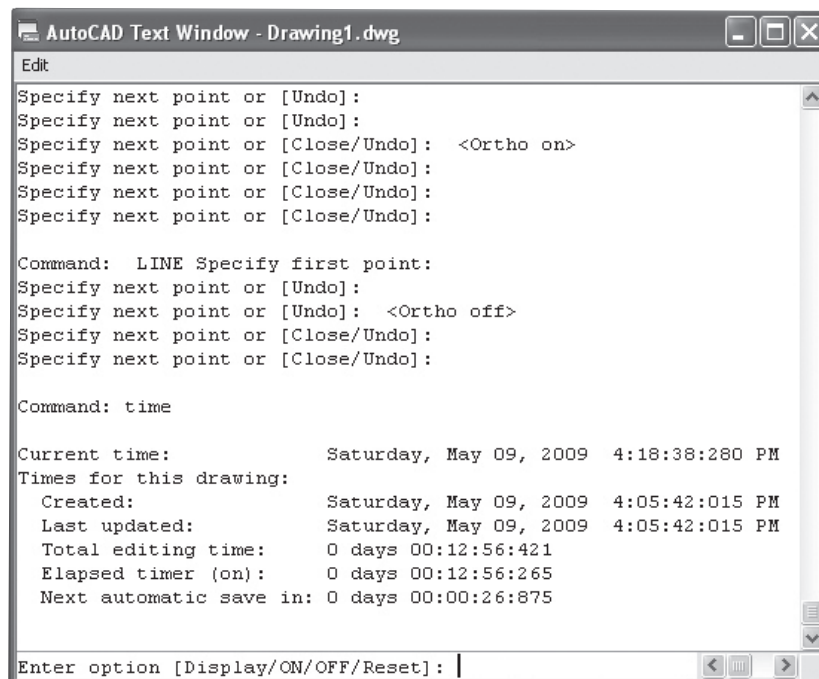 AutoCAD Text Window - Drawing1.dwg
Edit
Specify next point or [Undo]:
Specify next point or [Undo]:
Specify next point or [Close/Undo]:  <Ortho on>
Specify next point or [Close/Undo]:
Specify next point or [Close/Undo]:
Specify next point or [Close/Undo]:
Command:  LINE Specify first point:
Specify next point or [Undo]:
Specify next point or [Undo]:  <Ortho off>
Specify next point or [Close/Undo]:
Specify next point or [Close/Undo]:
Command: time
Current time:             Saturday, May 09, 2009  4:18:38:280 PM
Times for this drawing:
  Created:                Saturday, May 09, 2009  4:05:42:015 PM
  Last updated:           Saturday, May 09, 2009  4:05:42:015 PM
  Total editing time:     0 days 00:12:56:421
  Elapsed timer (on):     0 days 00:12:56:265
  Next automatic save in: 0 days 00:00:26:875
Enter option [Display/ON/OFF/Reset]: